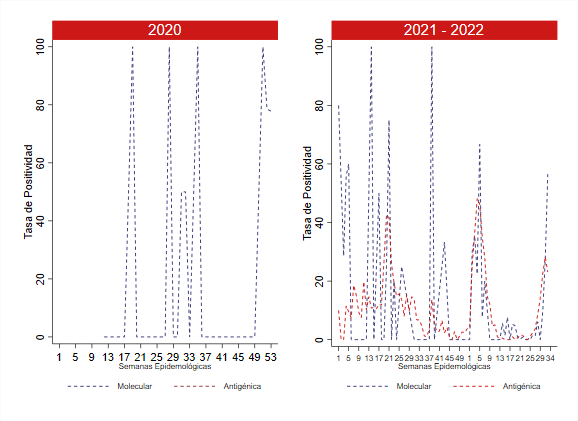 2020
Tasa de Positividad
100
80
60
40
20
0
1 5 9 13 17 21 25 29 33 37 41 45 49 53
Semanas Epidemológicas
Molecular Antigénica
2021 - 2022
Tasa de Positividad
100
80
60
40
20
0
1 5 9 13 17 21 25 29 33 37 41 45 49 1 5 9 13 17 21 25 29 34
Semanas Epidemológicas
Molecular Antigénica